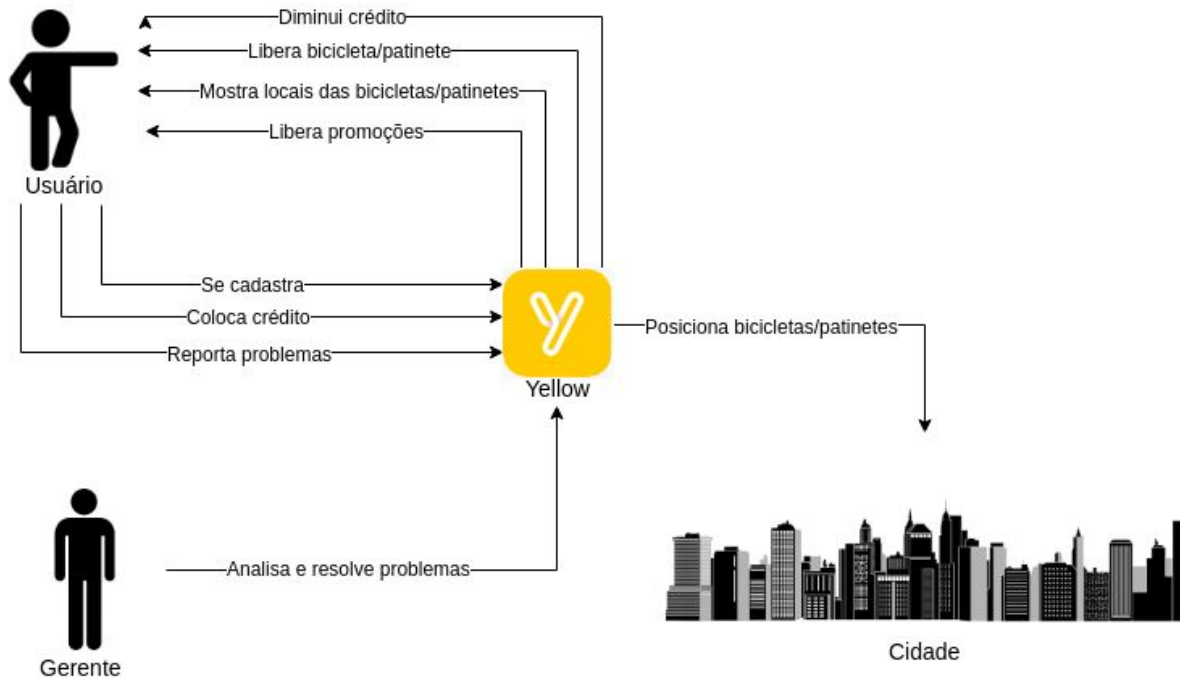 Diminui crédito
Libera bicicleta/patinete
Mostra locais das bicicletas/patinetes
Libera promoções
Usuário
Se cadastra
Coloca crédito
Reporta problemas
Posiciona bicicletas/patinetes
Yellow
Analisa e resolve problemas
Gerente
Cidade